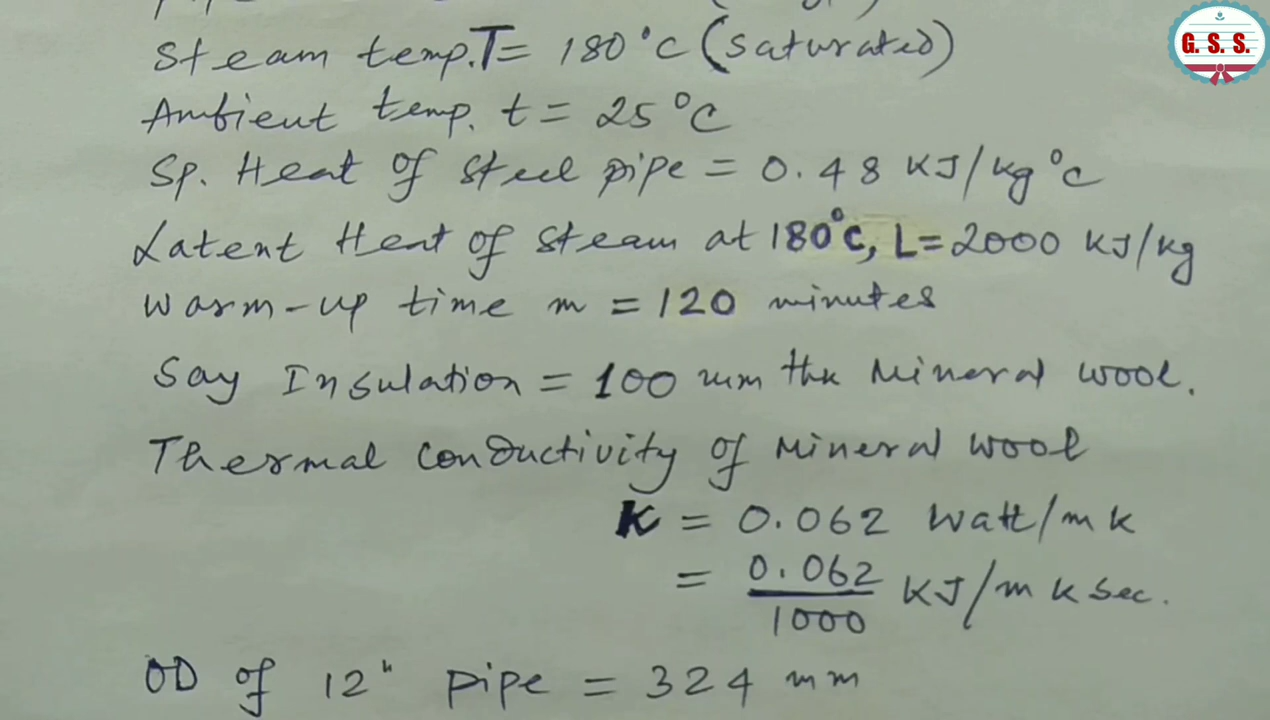 G. S. S.
Steam temp. T = 180°C (saturated)
Ambient temp. t = 25°C
Sp. Heat of steel pipe = 0.48 KJ/kg°C
Latent Heat of steam at 180°C, L= 2000 KJ/kg
Warm-up time m = 120 minutes
Say Insulation = 100 mm thk Mineral wool.
Thermal conductivity of Mineral wool
K = 0.062 Watt/mk
= 0.062/1000 KJ/m k sec.
OD of 12" pipe = 324 mm